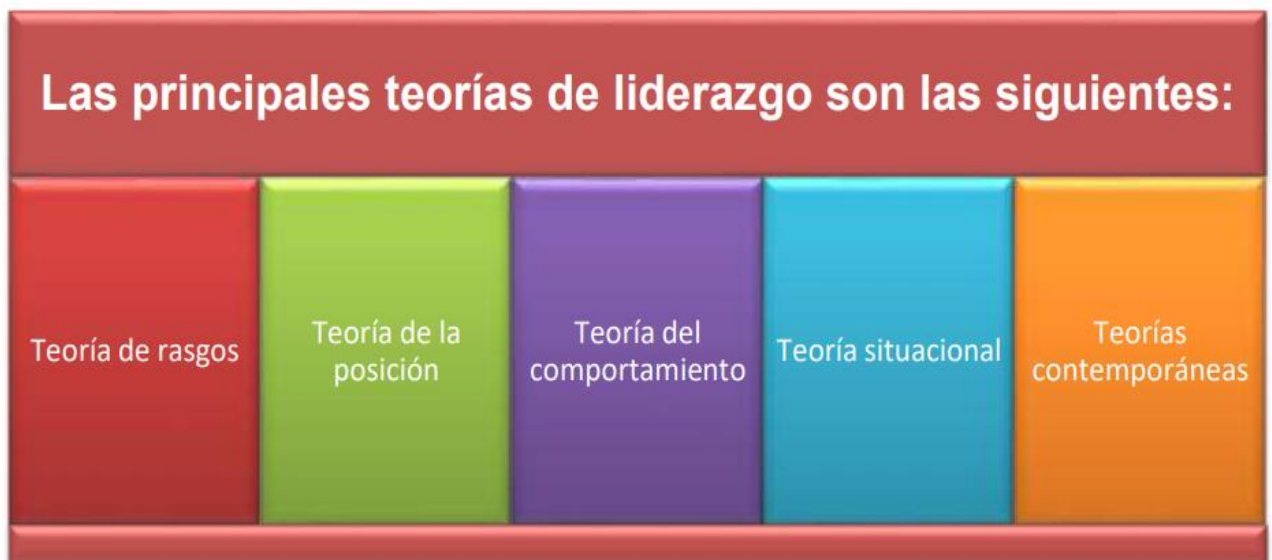 Las principales teorías de liderazgo son las siguientes:
Teoría de rasgos
Teoría de la
posición
Teoría del
comportamiento
Teoría situacional
Teorías
contemporáneas